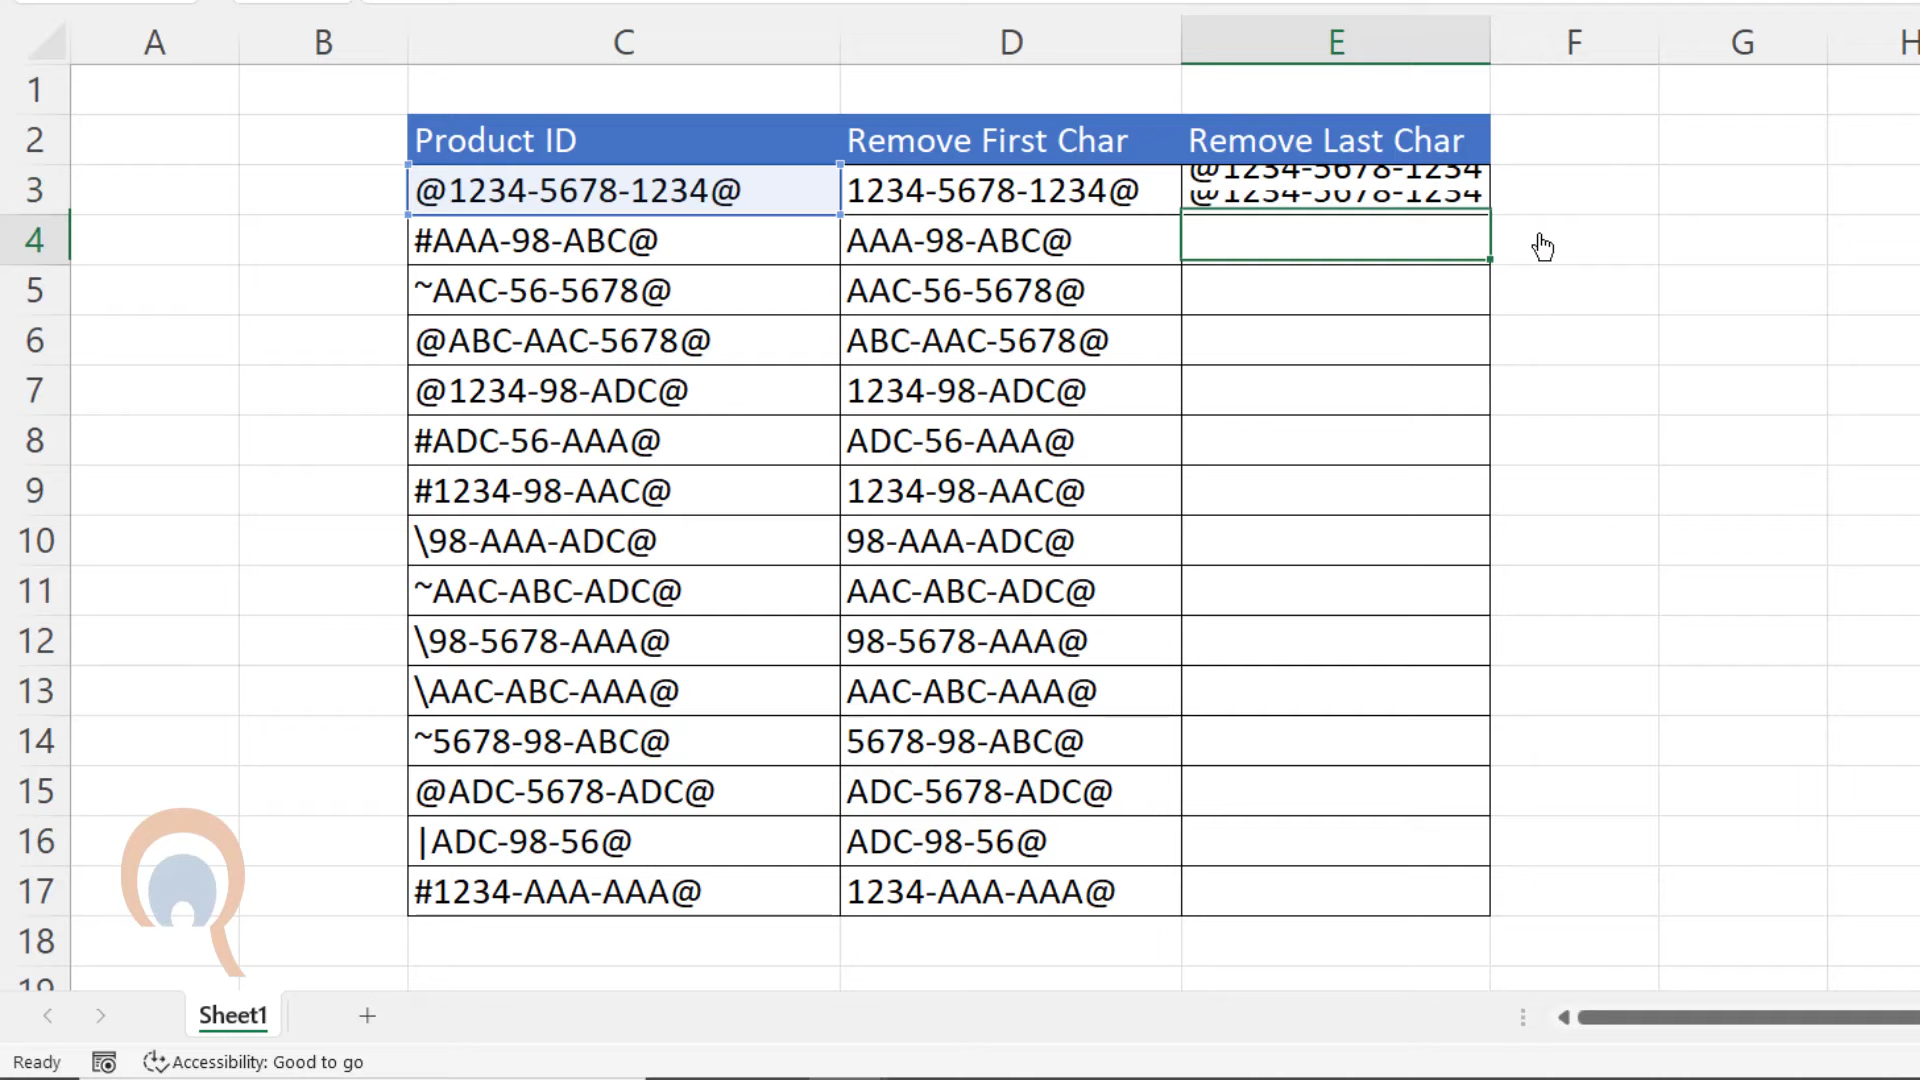 A B C D E F G H
1
2 Product ID Remove First Char Remove Last Char
3 @1234-5678-1234@ 1234-5678-1234@ @1234-5678-1234
4 #AAA-98-ABC@ AAA-98-ABC@
5 ~AAC-56-5678@ AAC-56-5678@
6 @ABC-AAC-5678@ ABC-AAC-5678@
7 @1234-98-ADC@ 1234-98-ADC@
8 #ADC-56-AAA@ ADC-56-AAA@
9 #1234-98-AAC@ 1234-98-AAC@
10 \98-AAA-ADC@ 98-AAA-ADC@
11 ~AAC-ABC-ADC@ AAC-ABC-ADC@
12 \98-5678-AAA@ 98-5678-AAA@
13 \AAC-ABC-AAA@ AAC-ABC-AAA@
14 ~5678-98-ABC@ 5678-98-ABC@
15 @ADC-5678-ADC@ ADC-5678-ADC@
16 |ADC-98-56@ ADC-98-56@
17 #1234-AAA-AAA@ 1234-AAA-AAA@
18
19
Sheet1
Ready Accessibility: Good to go